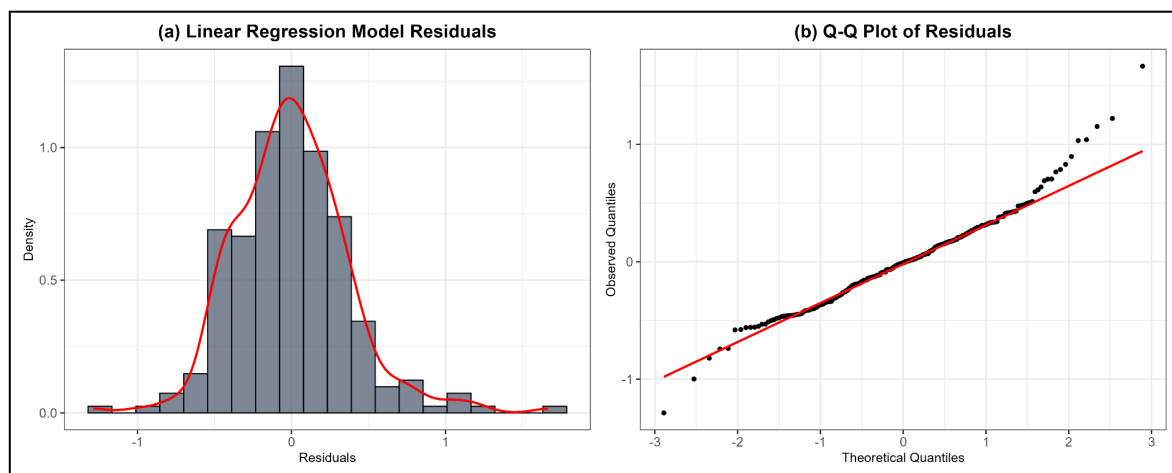 (a) Linear Regression Model Residuals
Density
1.0
0.5
0.0
-1
0
1
Residuals
(b) Q-Q Plot of Residuals
Observed Quantiles
1
0
-1
-3
-2
-1
0
1
2
3
Theoretical Quantiles